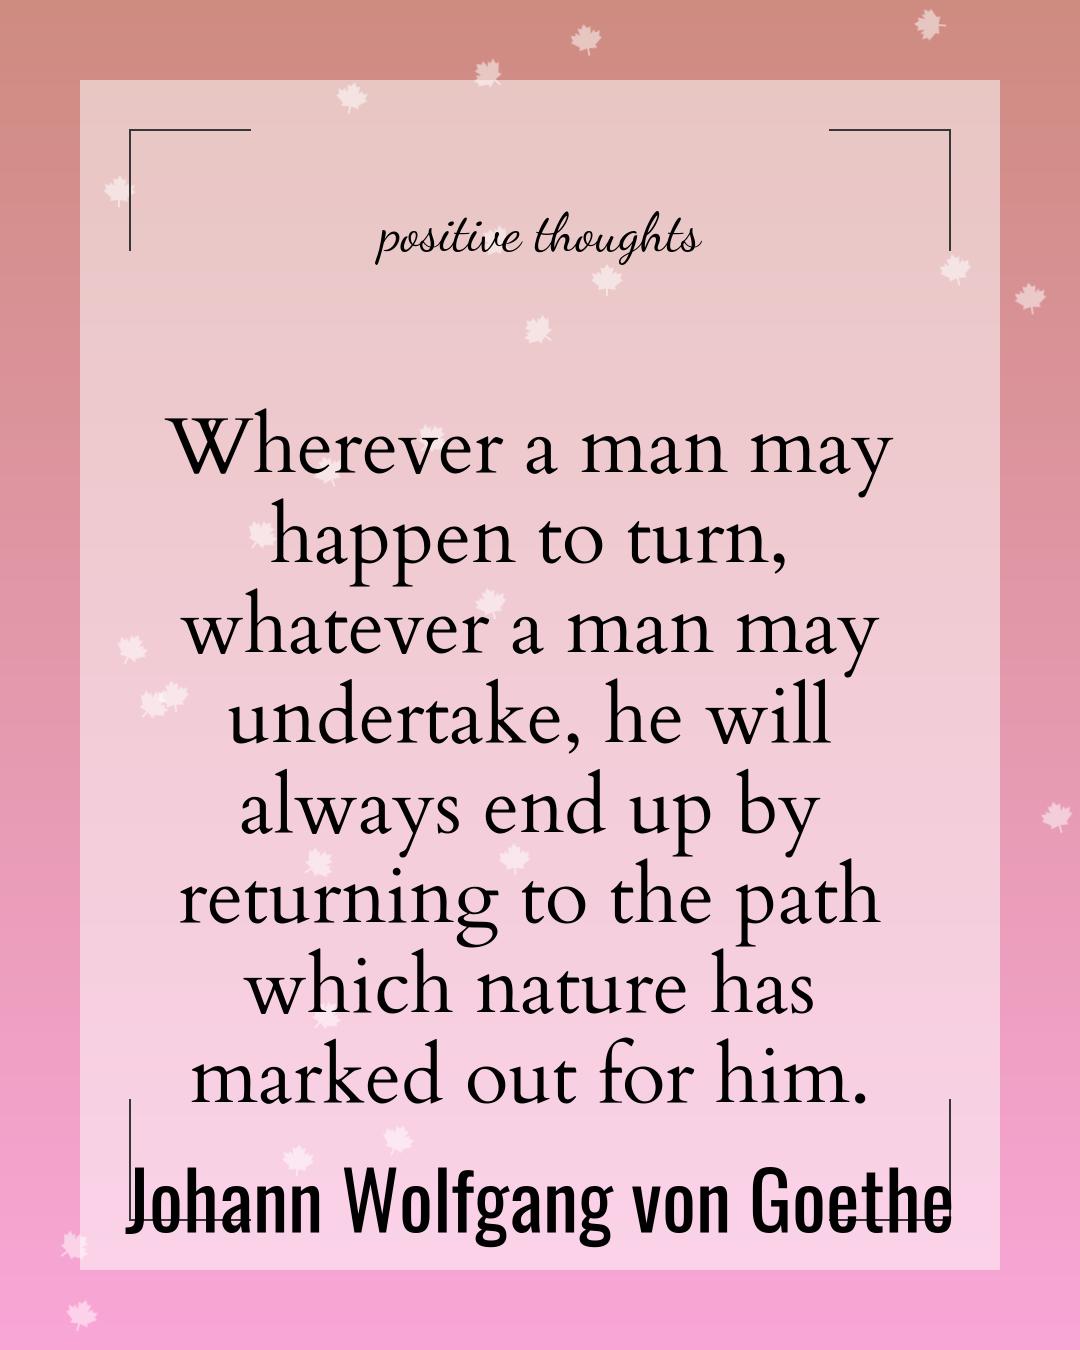 positive thoughts
Wherever a man may
happen to turn,
whatever a man may
undertake, he will
always end up by
returning to the path
which nature has
marked out for him.
Johann Wolfgang von Goethe